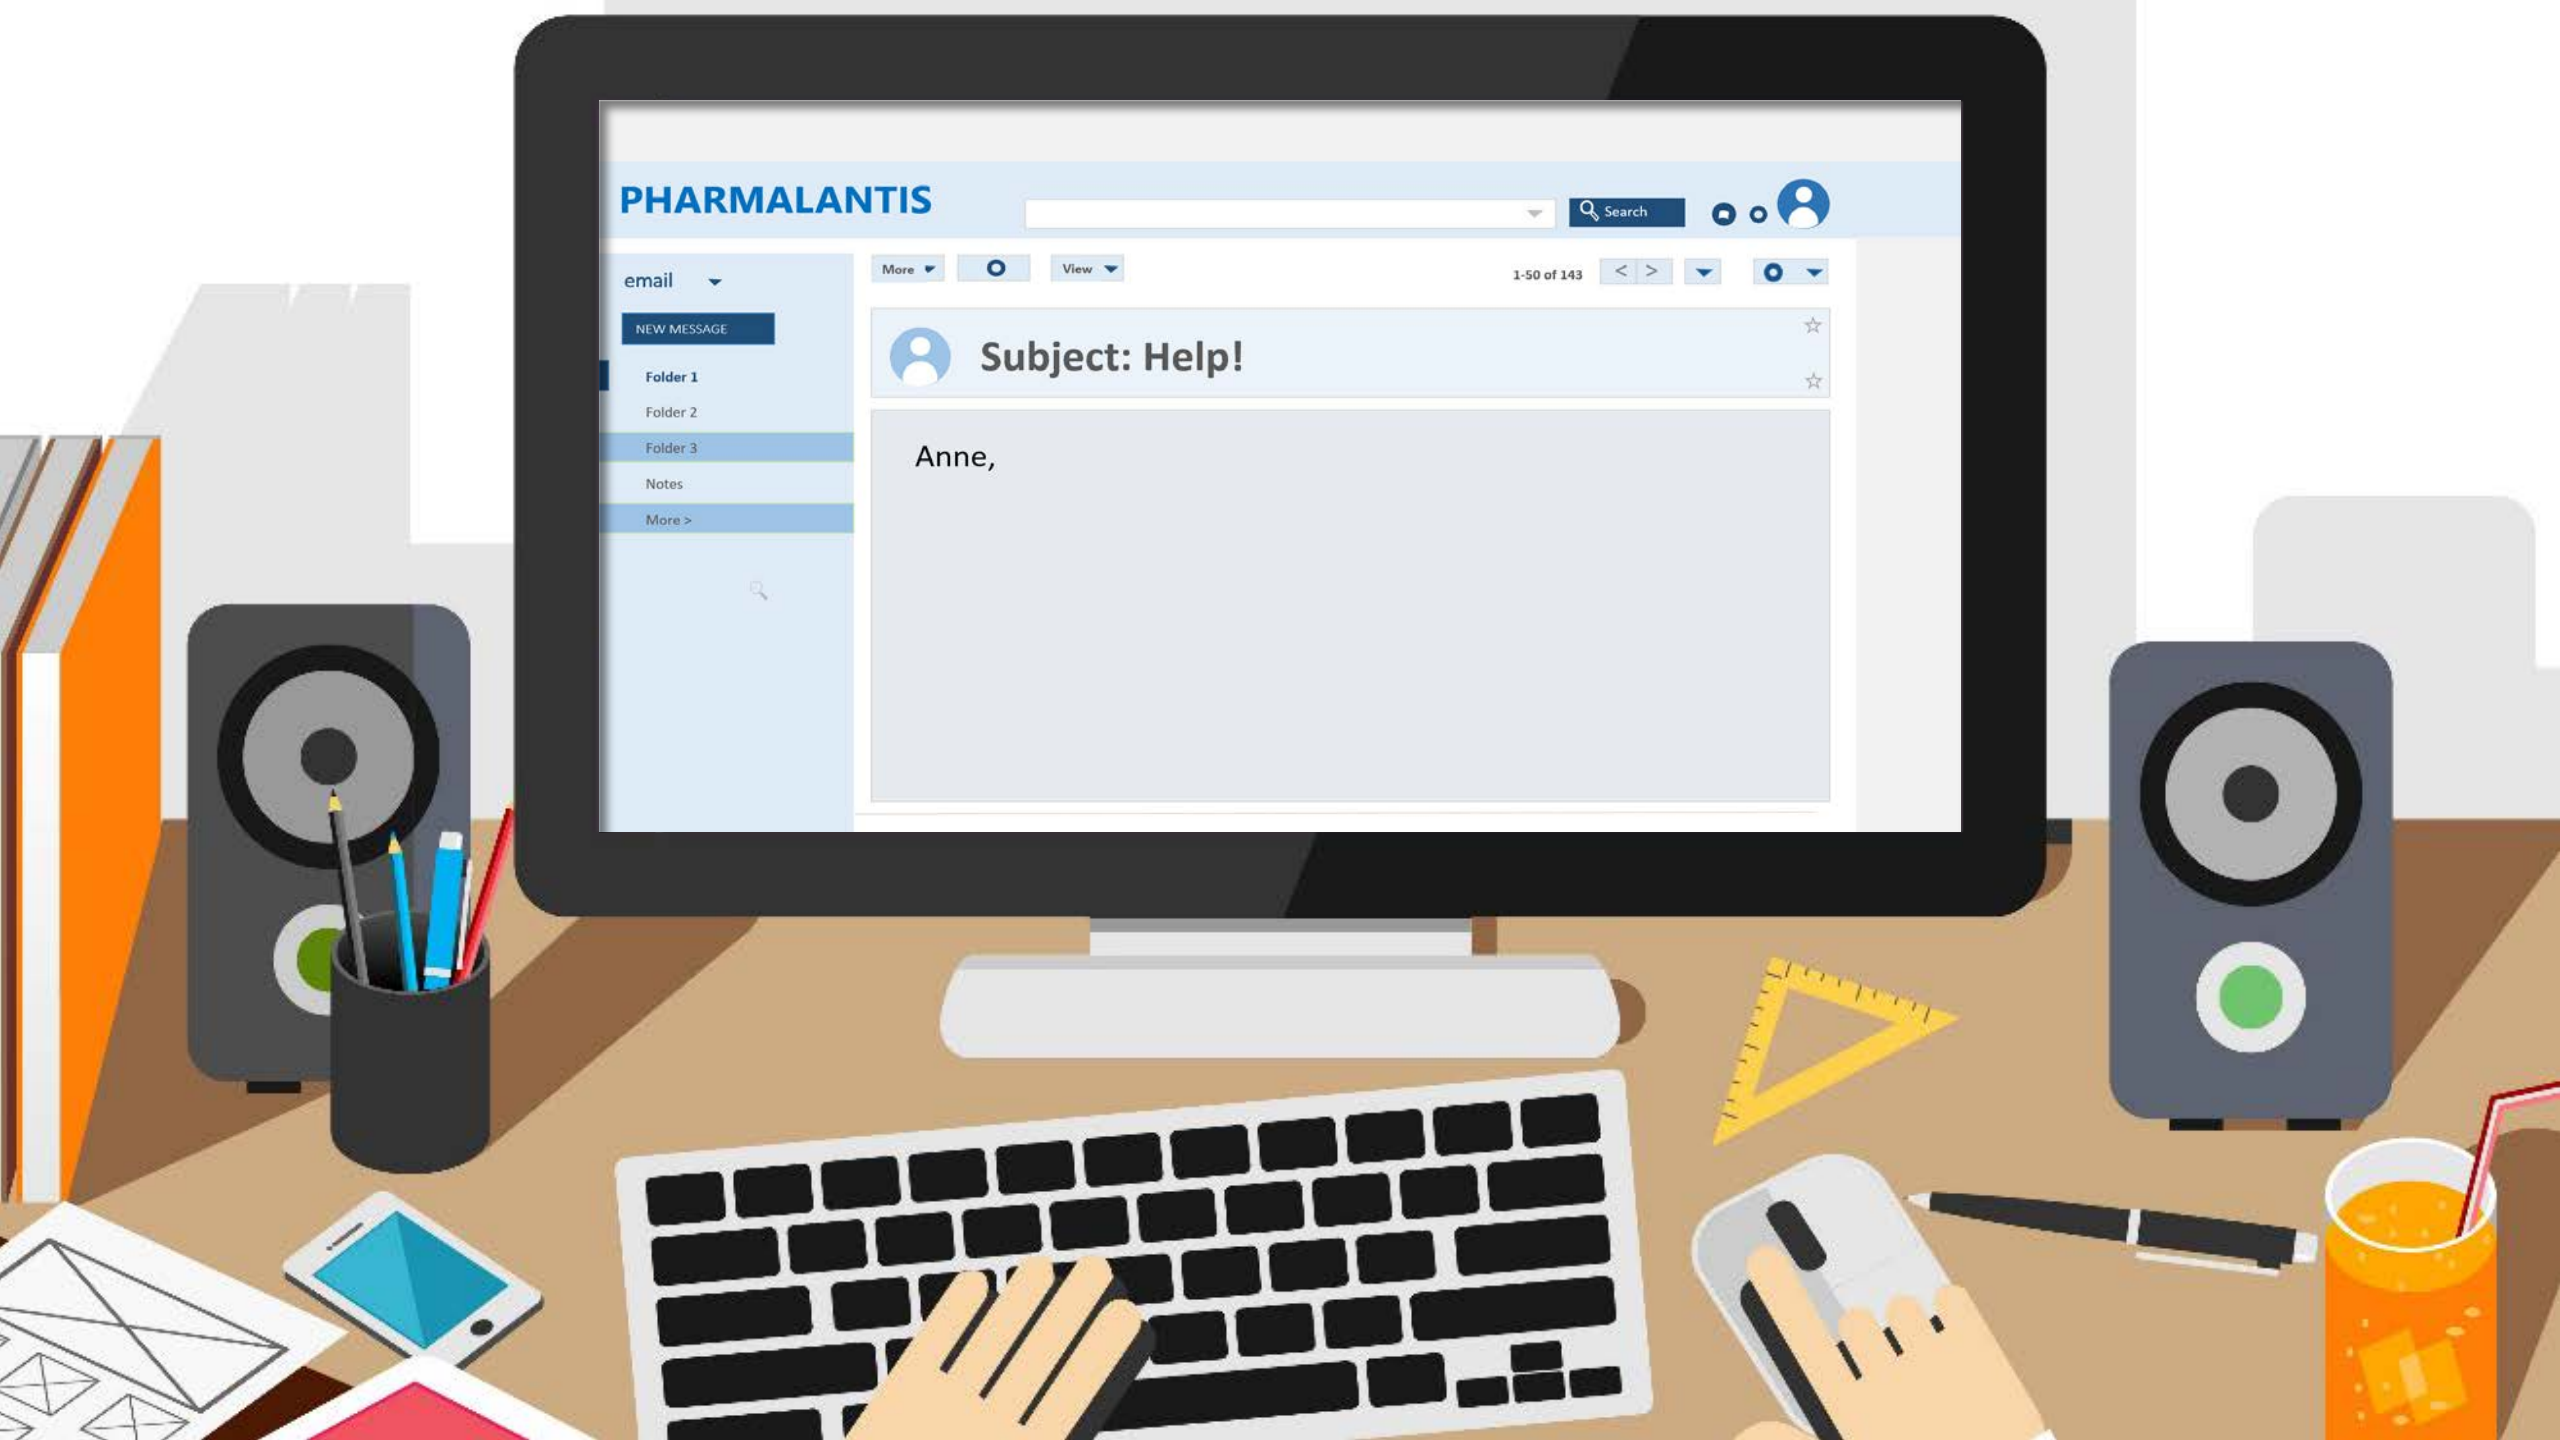 PHARMALANTIS
Search
email
More
View
1-50 of 143
< >
NEW MESSAGE
Subject: Help!
Folder 1
Folder 2
Folder 3
Notes
More >
Anne,